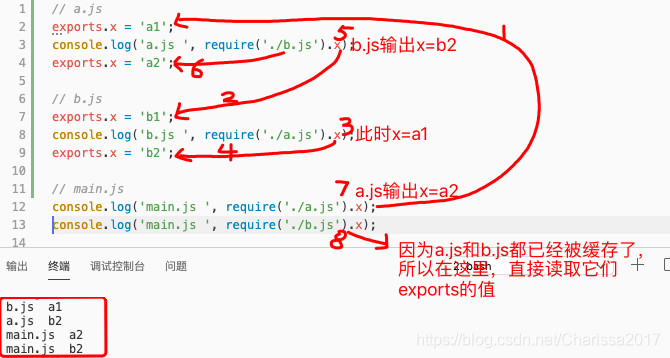 1 // a.js
1
2 exports.x = 'a1';
5 b.js输出x=b2
3 console.log('a.js ', require('./b.js').x);
4 exports.x = 'a2';
6
5
6 // b.js
2
7 exports.x = 'b1';
8 console.log('b.js ', require('./a.js').x);
3 此时x=a1
9 exports.x = 'b2';
4
10
11 // main.js
7 a.js输出x=a2
12 console.log('main.js ', require('./a.js').x);
13 console.log('main.js ', require('./b.js').x);
8
14
因为a.js和b.js都已经被缓存了,
所以在这里，直接读取它们
exports的值
输出 终端 调试控制台 问题
b.js a1
a.js b2
main.js a2
main.js b2
https://blog.csdn.net/Charissa2017